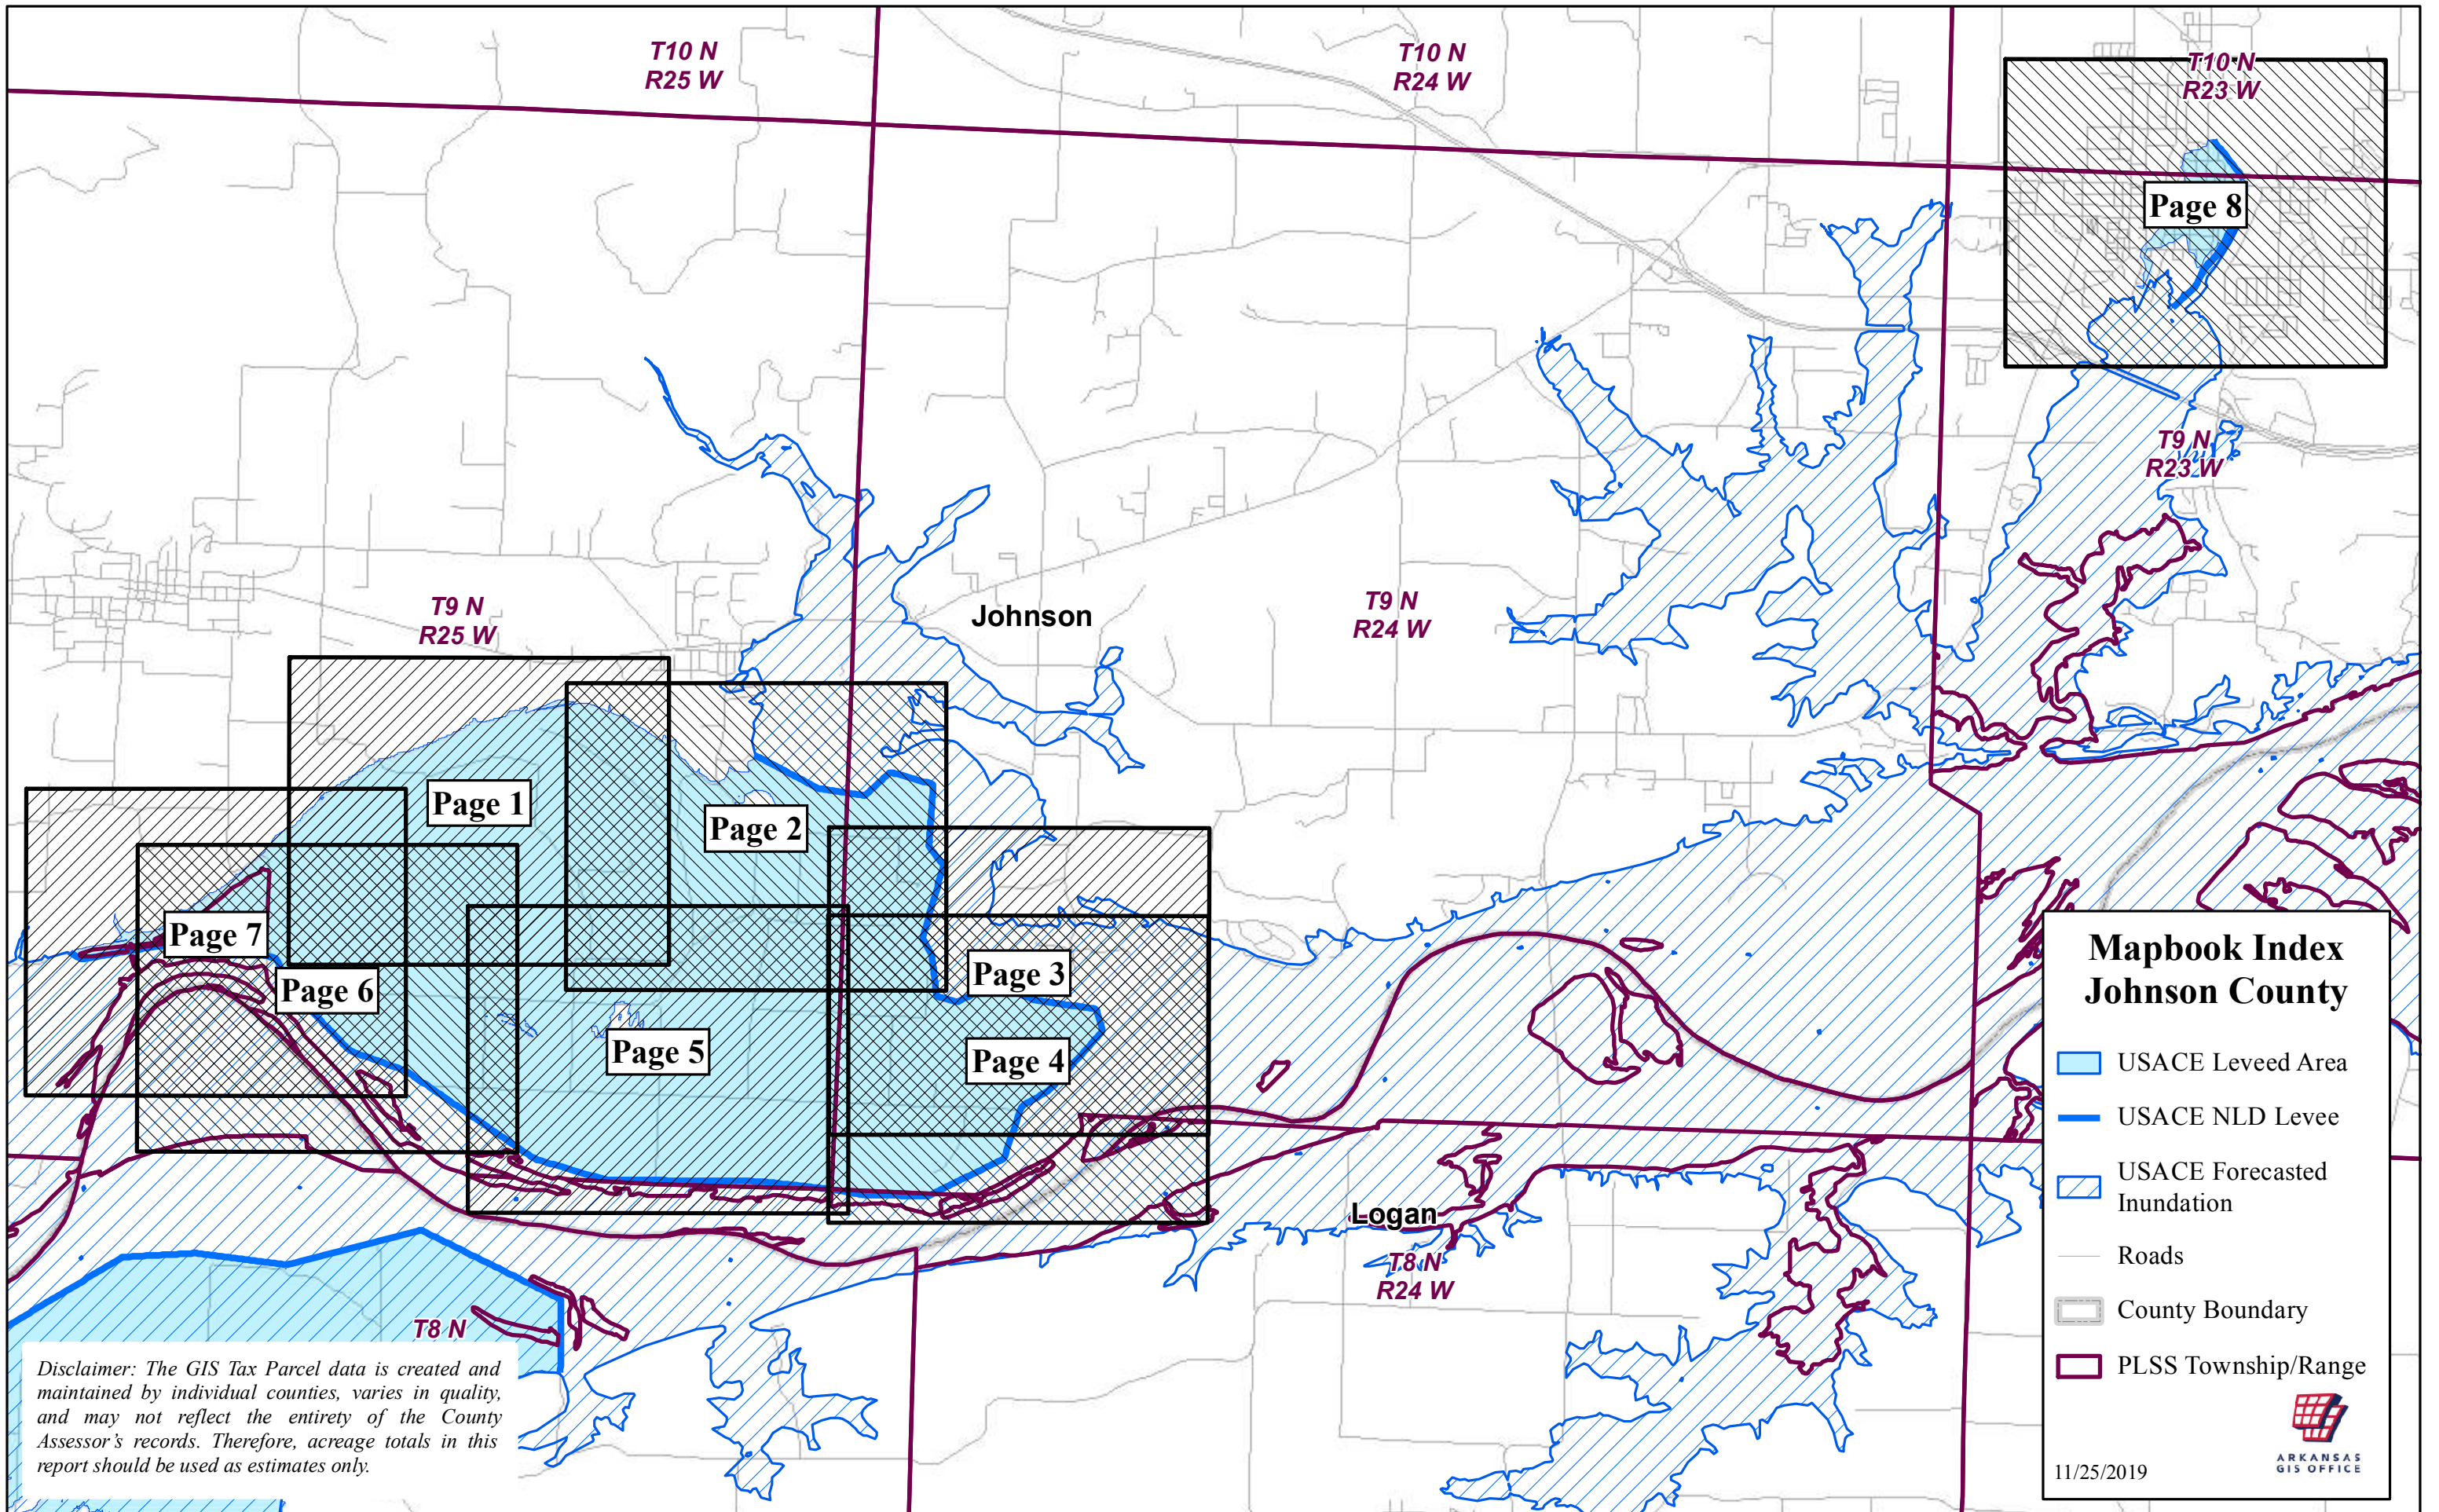 T10 N
R25 W
T10 N
R24 W
T10 N
R23 W
Page 8
T9 N
R23 W
T9 N
R25 W
Johnson
T9 N
R24 W
Page 1
Page 2
Page 7
Page 6
Page 3
Page 5
Page 4
Logan
T8 N
R24 W
T8 N
Disclaimer: The GIS Tax Parcel data is created and
maintained by individual counties, varies in quality,
and may not reflect the entirety of the County
Assessor's records. Therefore, acreage totals in this
report should be used as estimates only.
Mapbook Index
Johnson County
USACE Leveed Area
USACE NLD Levee
USACE Forecasted
Inundation
Roads
County Boundary
PLSS Township/Range
11/25/2019
ARKANSAS
GIS OFFICE